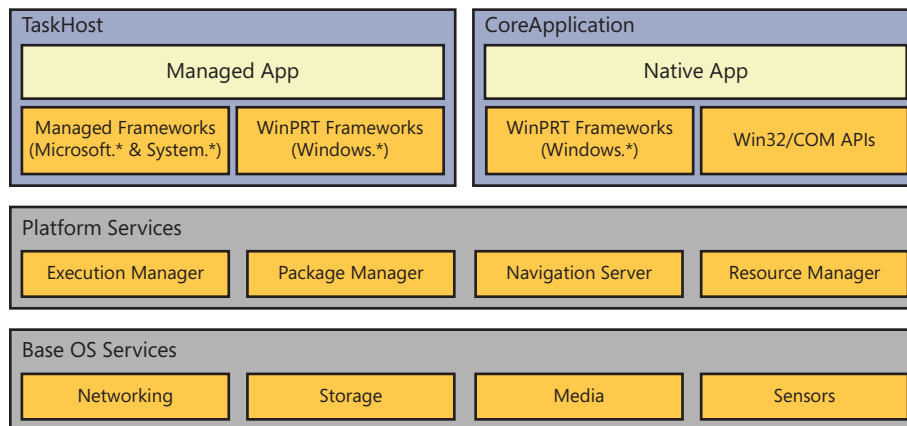 TaskHost
Managed App
Managed Frameworks
(Microsoft.* & System.*)
WinPRT Frameworks
(Windows.*)
CoreApplication
Native App
WinPRT Frameworks
(Windows.*)
Win32/COM APIs
Platform Services
Execution Manager
Package Manager
Navigation Server
Resource Manager
Base OS Services
Networking
Storage
Media
Sensors